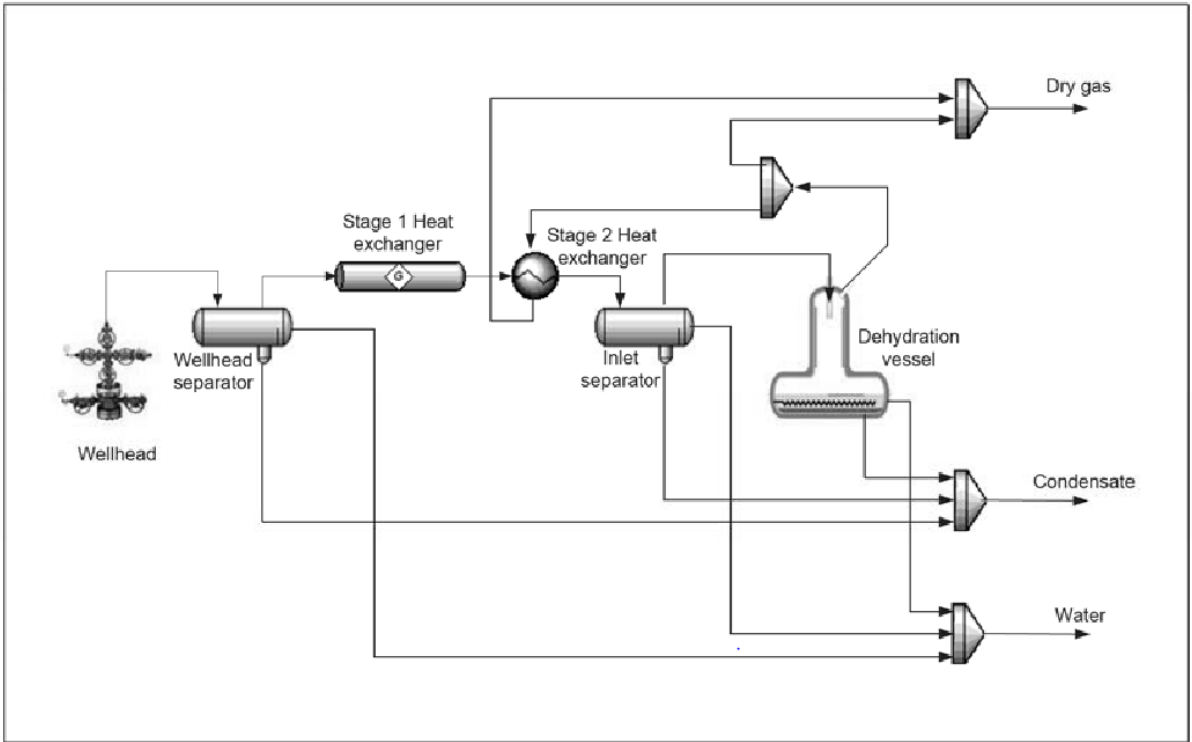 Dry gas
Stage 1 Heat
exchanger
G
Stage 2 Heat
exchanger
Wellhead
separator
Inlet
separator
Dehydration
vessel
Wellhead
Condensate
Water